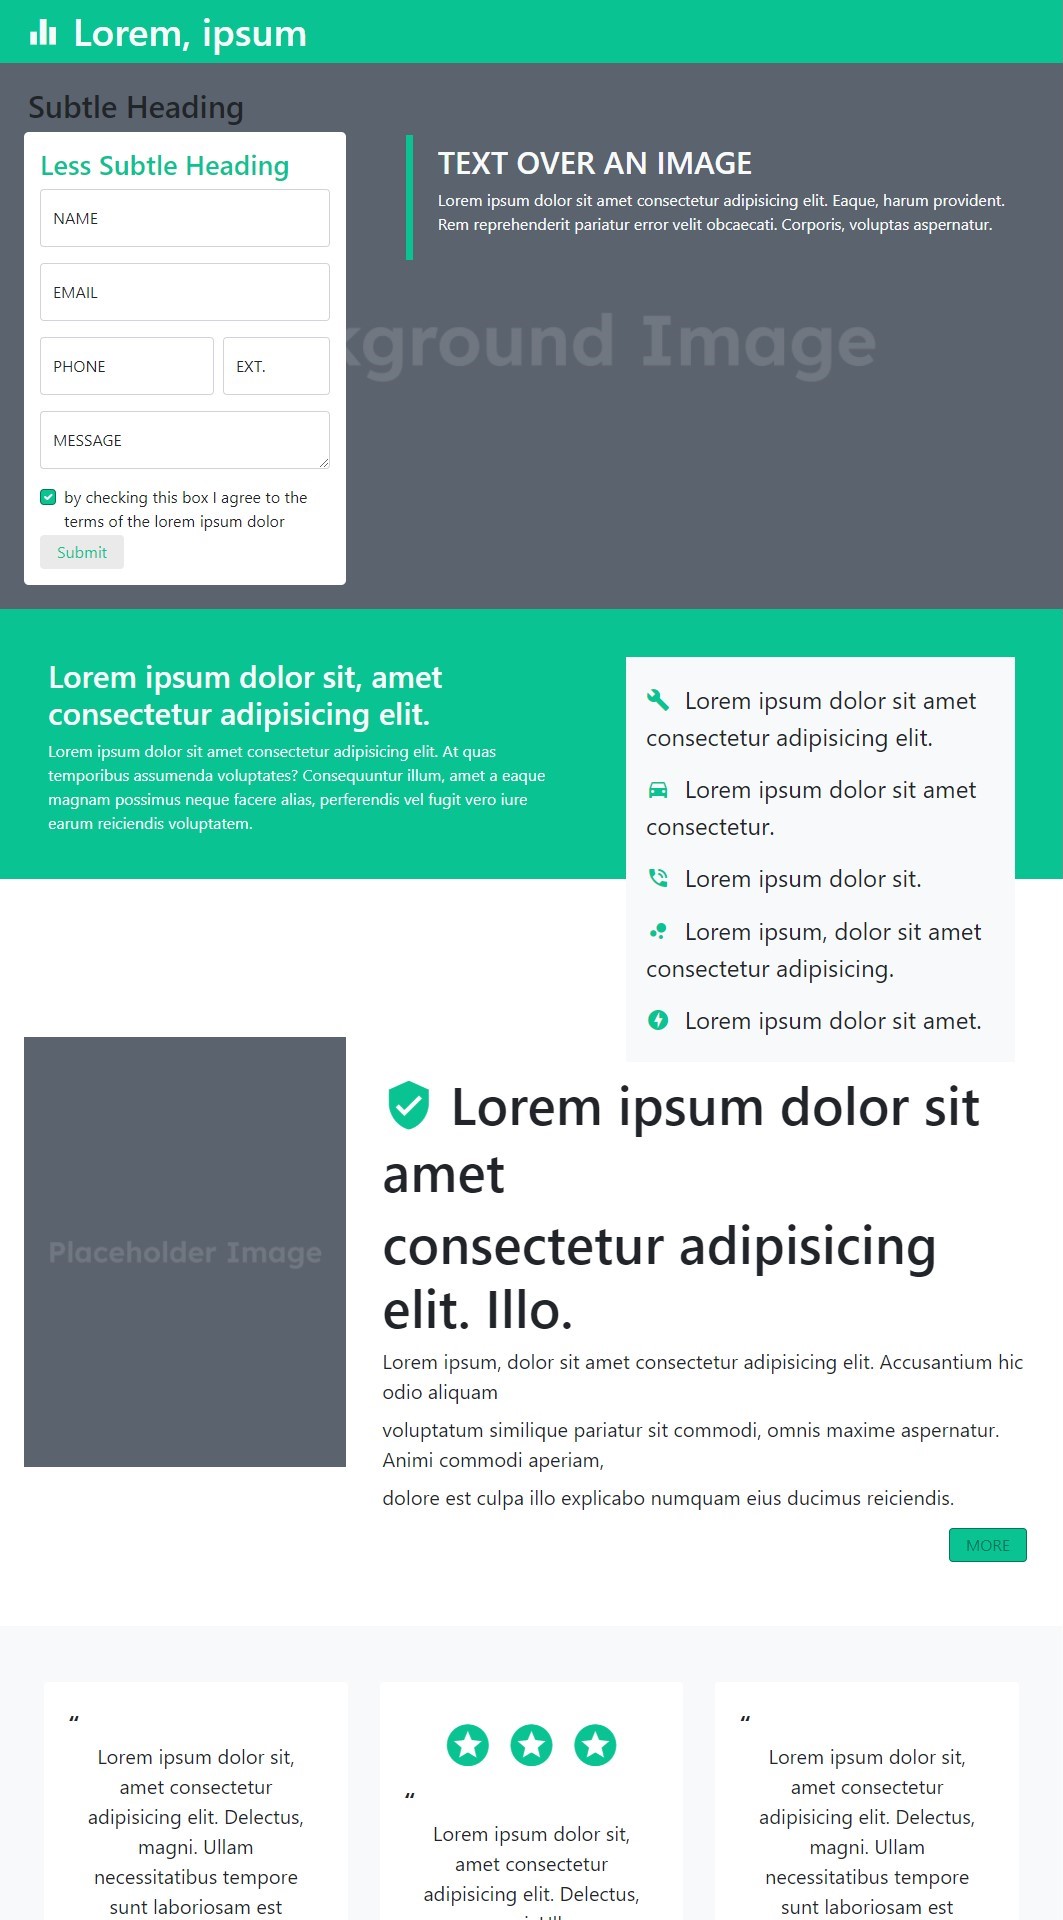 Lorem, ipsum
Subtle Heading
Less Subtle Heading
NAME
EMAIL
PHONE
EXT.
MESSAGE
by checking this box I agree to the
terms of the lorem ipsum dolor
Submit
TEXT OVER AN IMAGE
Lorem ipsum dolor sit amet consectetur adipisicing elit. Eaque, harum provident.
Rem reprehenderit pariatur error velit obcaecati. Corporis, voluptas aspernatur.
kground Image
Lorem ipsum dolor sit, amet
consectetur adipisicing elit.
Lorem ipsum dolor sit amet consectetur adipisicing elit. At quas
temporibus assumenda voluptates? Consequuntur illum, amet a eaque
magnam possimus neque facere alias, perferendis vel fugit vero iure
earum reiciendis voluptatem.
Lorem ipsum dolor sit amet
consectetur adipisicing elit.
Lorem ipsum dolor sit amet
consectetur.
Lorem ipsum dolor sit.
Lorem ipsum, dolor sit amet
consectetur adipisicing.
Lorem ipsum dolor sit amet.
Placeholder Image
Lorem ipsum dolor sit
amet
consectetur adipisicing
elit. Illo.
Lorem ipsum, dolor sit amet consectetur adipisicing elit. Accusantium hic
odio aliquam
voluptatum similique pariatur sit commodi, omnis maxime aspernatur.
Animi commodi aperiam,
dolore est culpa illo explicabo numquam eius ducimus reiciendis.
MORE
“
Lorem ipsum dolor sit,
amet consectetur
adipisicing elit. Delectus,
magni. Ullam
necessitatibus tempore
sunt laboriosam est
“
Lorem ipsum dolor sit,
amet consectetur
adipisicing elit. Delectus,
“
Lorem ipsum dolor sit,
amet consectetur
adipisicing elit. Delectus,
magni. Ullam
necessitatibus tempore
sunt laboriosam est